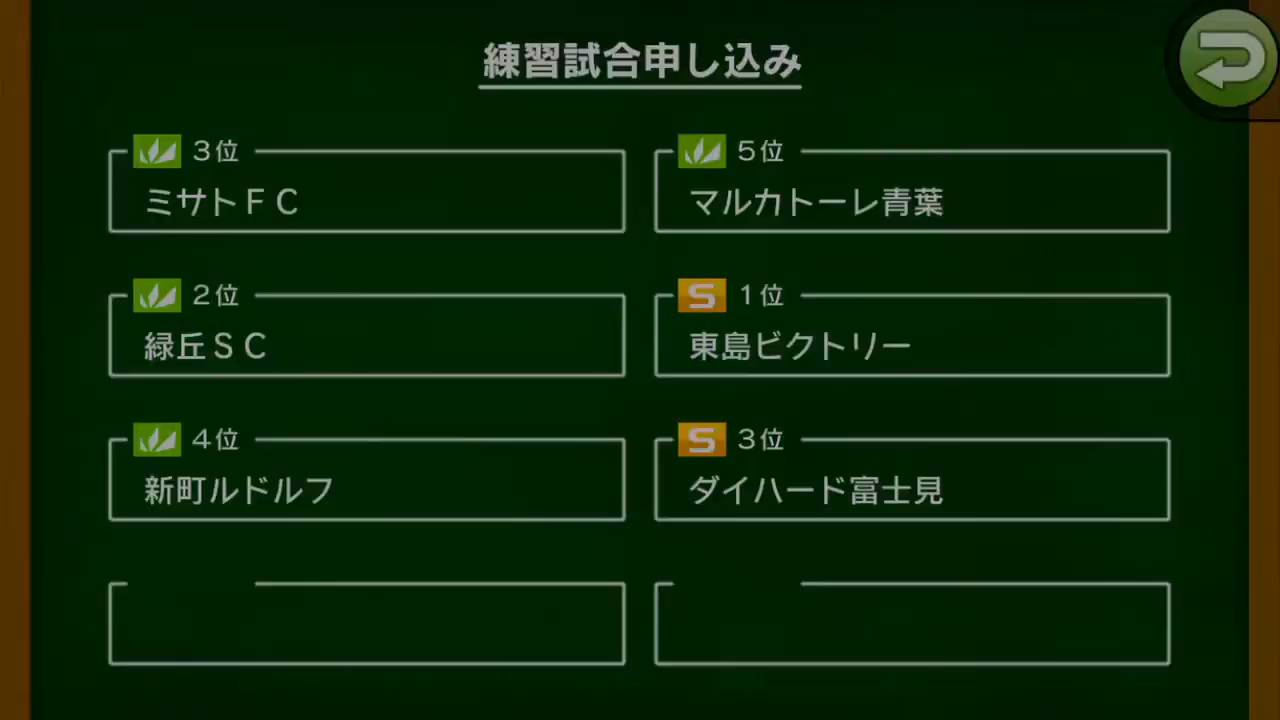 練習試合申し込み
3位
ミサトＦＣ
5位
マルカトーレ青葉
2位
緑丘ＳＣ
S 1位
東島ビクトリー
4位
新町ルドルフ
S 3位
ダイハード富士見